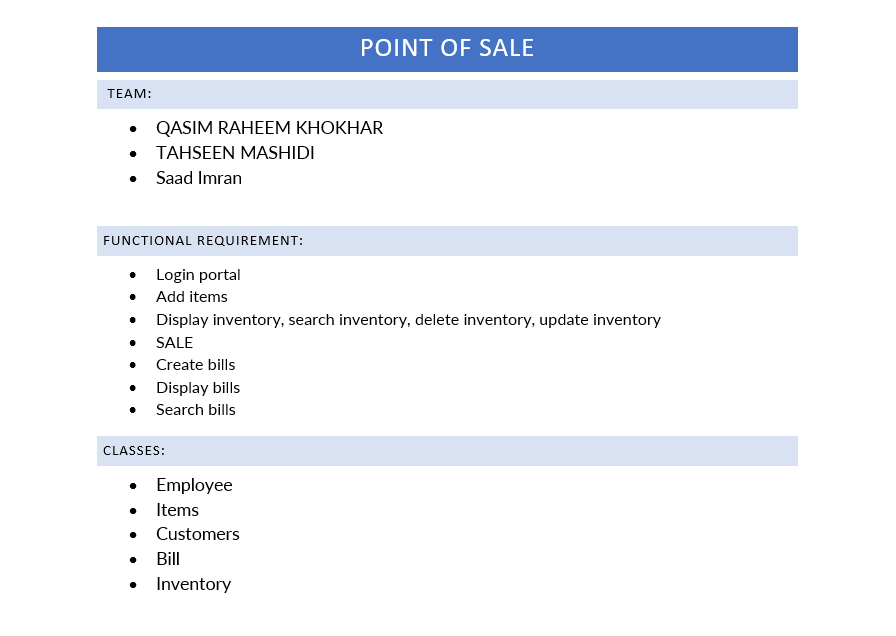 POINT OF SALE
TEAM:
• QASIM RAHEEM KHOKHAR
• TAHSEEN MASHIDI
• Saad Imran
FUNCTIONAL REQUIREMENT:
• Login portal
• Add items
• Display inventory, search inventory, delete inventory, update inventory
• SALE
• Create bills
• Display bills
• Search bills
CLASSES:
• Employee
• Items
• Customers
• Bill
• Inventory